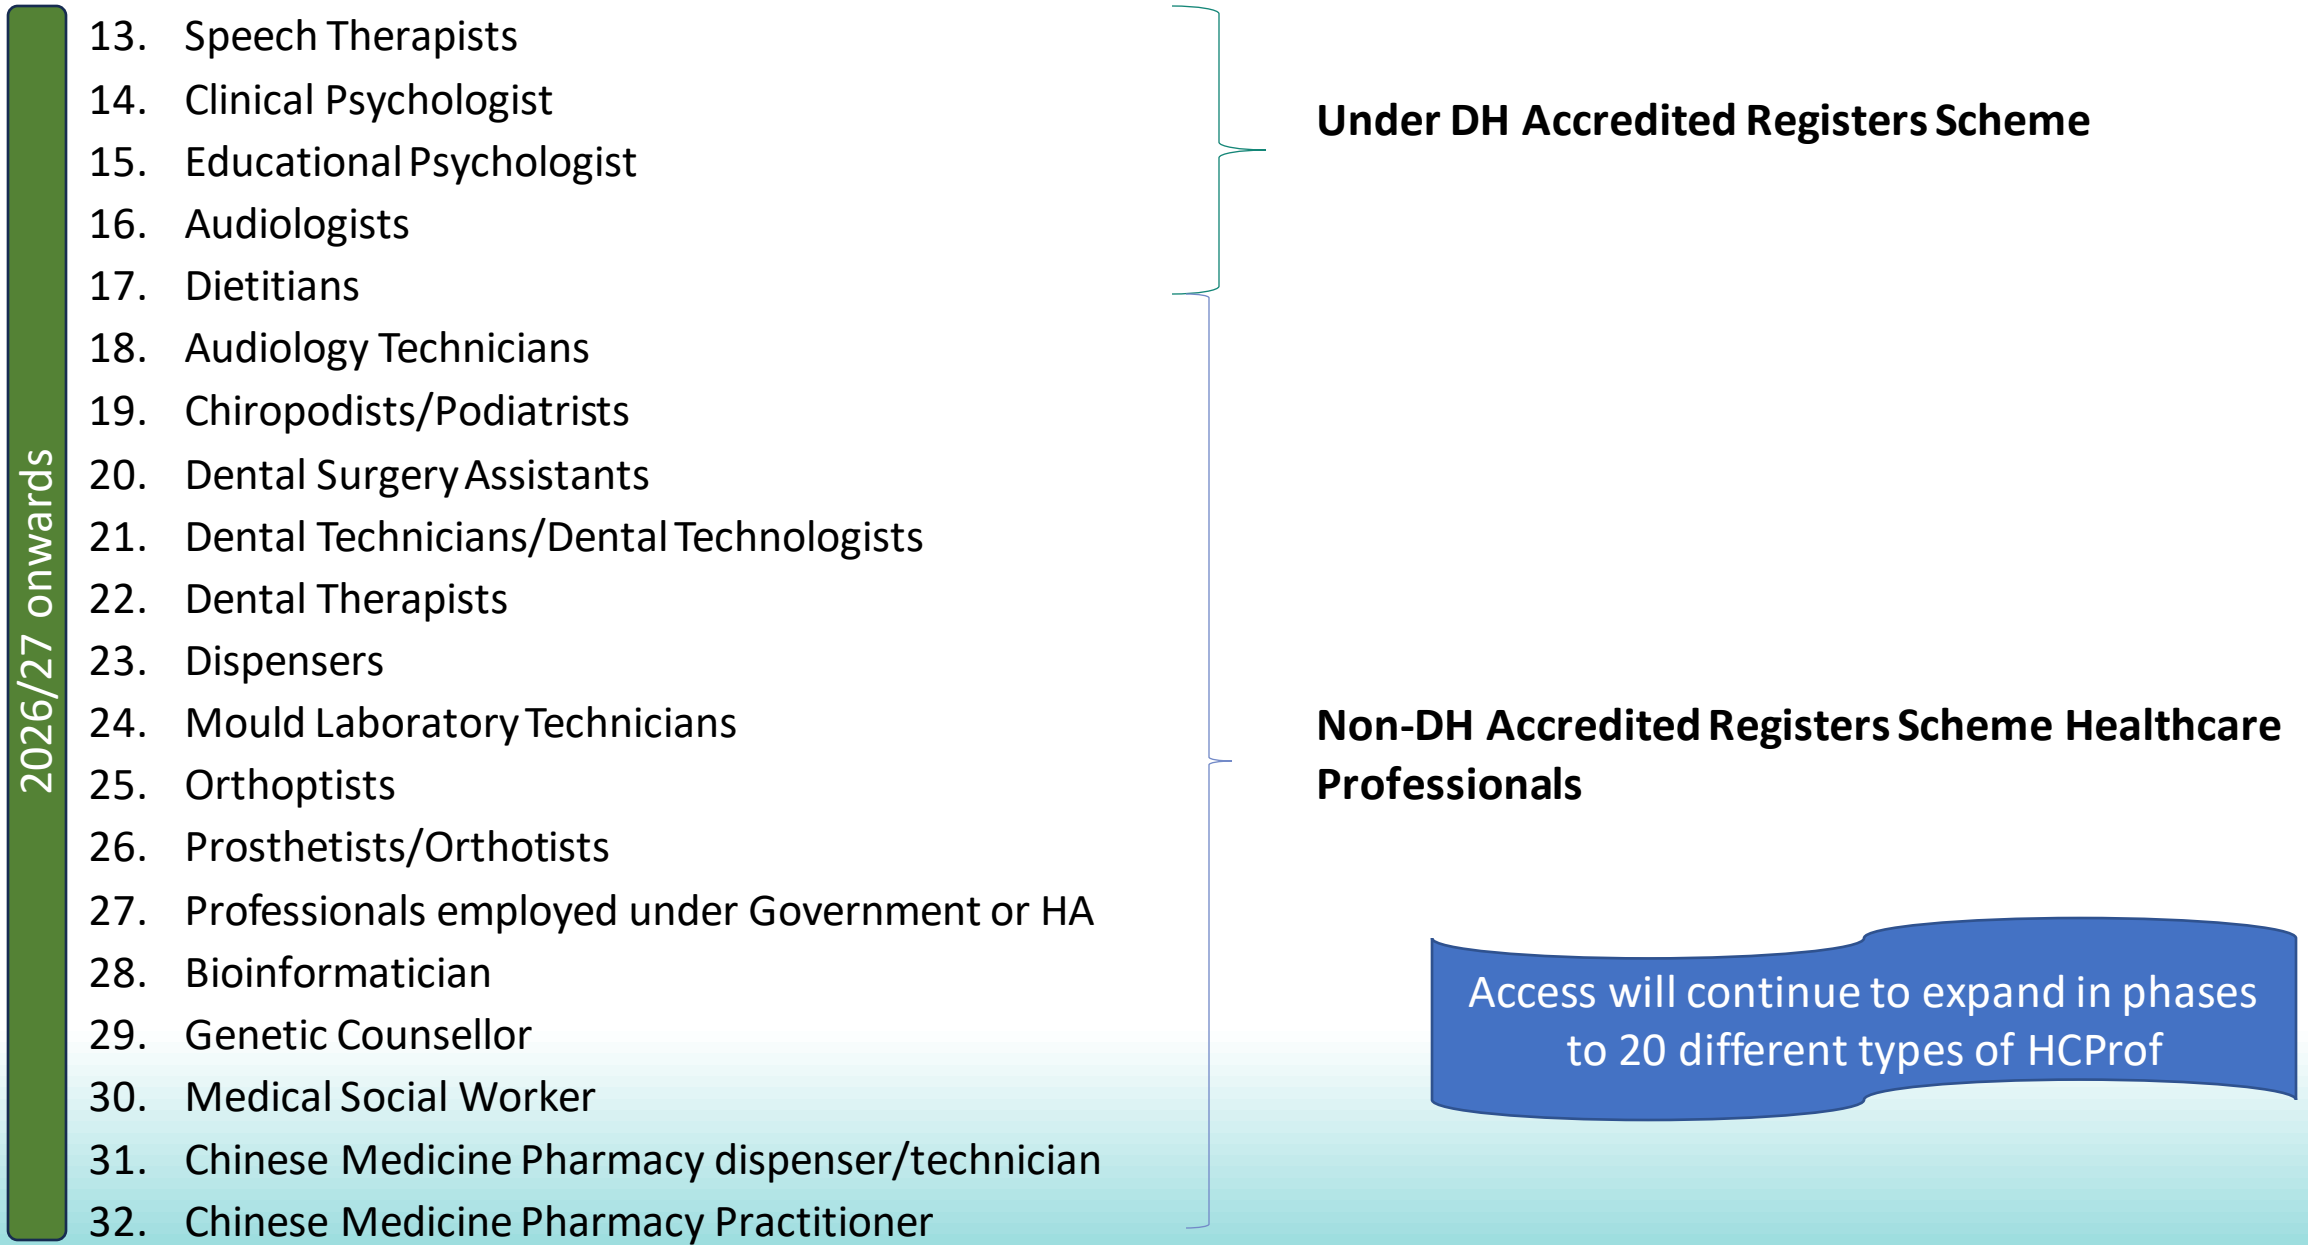 2026/27 onwards
13. Speech Therapists
14. Clinical Psychologist
15. Educational Psychologist
16. Audiologists
17. Dietitians
18. Audiology Technicians
19. Chiropodists/Podiatrists
20. Dental Surgery Assistants
21. Dental Technicians/Dental Technologists
22. Dental Therapists
23. Dispensers
24. Mould Laboratory Technicians
25. Orthoptists
26. Prosthetists/Orthotists
27. Professionals employed under Government or HA
28. Bioinformatician
29. Genetic Counsellor
30. Medical Social Worker
31. Chinese Medicine Pharmacy dispenser/technician
32. Chinese Medicine Pharmacy Practitioner
Under DH Accredited Registers Scheme
Non-DH Accredited Registers Scheme Healthcare
Professionals
Access will continue to expand in phases
to 20 different types of HCProf